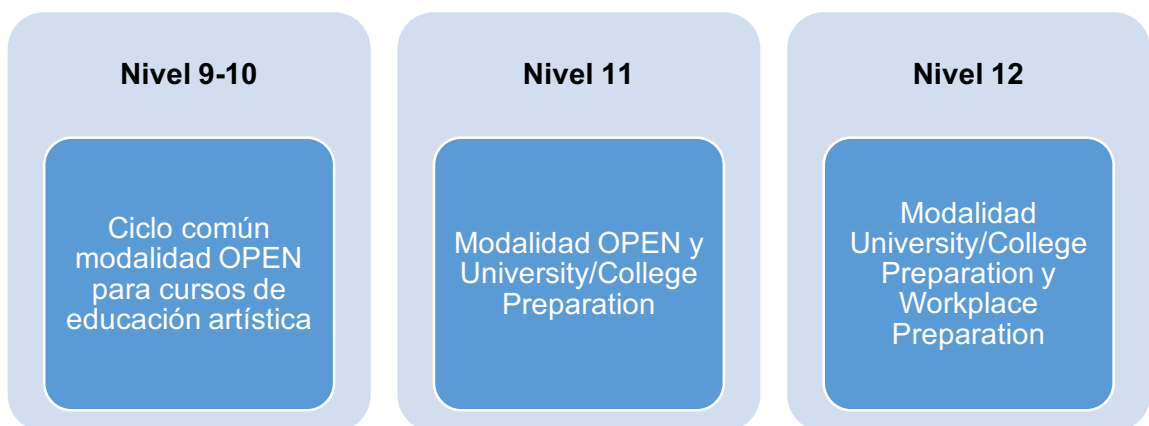 Nivel 9-10
Ciclo común
modalidad OPEN
para cursos de
educación artística
Nivel 11
Modalidad OPEN y
University/College
Preparation
Nivel 12
Modalidad
University/College
Preparation y
Workplace
Preparation